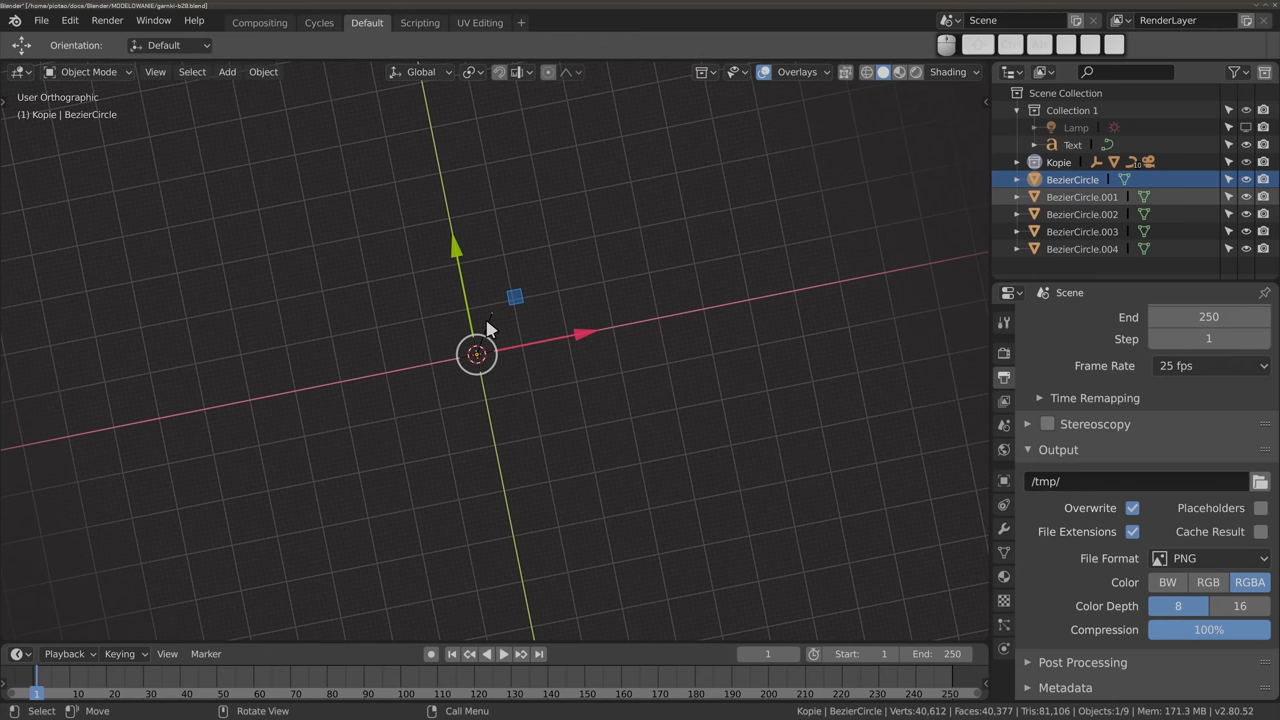 Blender* [/home/piotao/docs/Blender/MODELOWANIE/garnki-b28.blend]
File Edit Render Window Help
Kopiting Cycles Default Scripting UV Editing +
Scene RenderLayer
Orientation: Default
Ctrl Alt
Object Mode View Select Add Object Global Overlays Shading
User Orthographic
(1) Kopie | BezierCircle
Scene Collection
Collection 1
Lamp
Text
Kopie 10
BezierCircle
BezierCircle.001
BezierCircle.002
BezierCircle.003
BezierCircle.004
Scene
End 250
Step 1
Frame Rate 25 fps
Time Remapping
Stereoscopy
Output
/tmp/
Overwrite Placeholders
File Extensions Cache Result
File Format PNG
Color BW RGB RGBA
Color Depth 8 16
Compression 100%
Post Processing
Metadata
Playback Keying View Marker 1 Start: 1 End: 250
1 10 20 30 40 50 60 70 80 90 100 110 120 130 140 150 160 170 180 190 200 210 220 230 240 250
Select Move Rotate View Call Menu Kopie | BezierCircle | Verts:40,612 | Faces:40,377 | Tris:81,106 | Objects:1/9 | Mem: 171.3 MB | v2.80.52